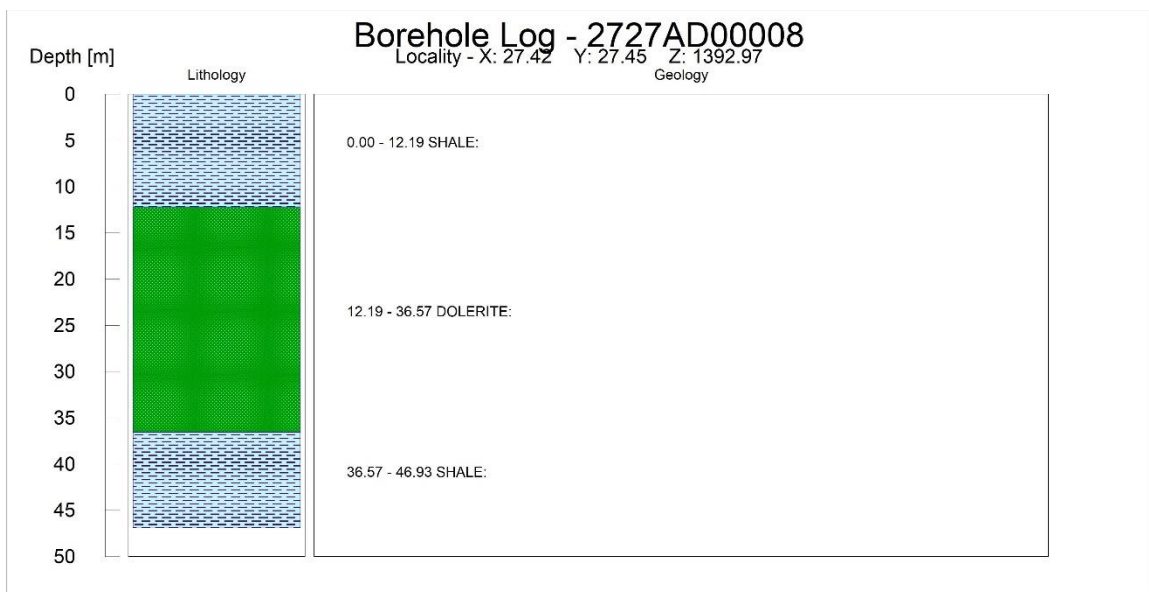 Borehole Log - 2727AD00008
Depth [m]
Locality - X: 27.42 Y: 27.45 Z: 1392.97
Lithology
Geology
0
5
0.00 - 12.19 SHALE:
10
15
20
12.19 - 36.57 DOLERITE:
25
30
35
40
36.57 - 46.93 SHALE:
45
50